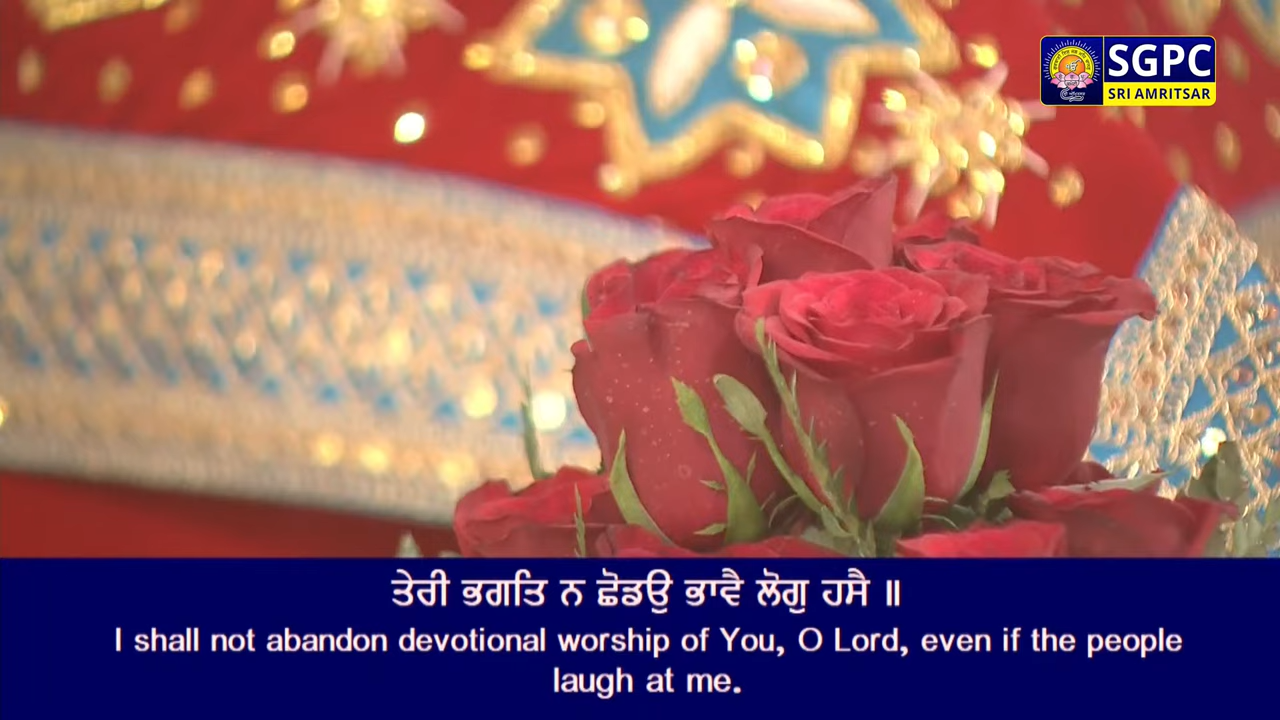 SGPC
SRI AMRITSAR
ਤੇਰੀ ਭਗਤਿ ਨ ਛੋਡਉ ਭਾਵੈ ਲੋਗੁ ਹਸੈ ॥
I shall not abandon devotional worship of You, O Lord, even if the people
laugh at me.